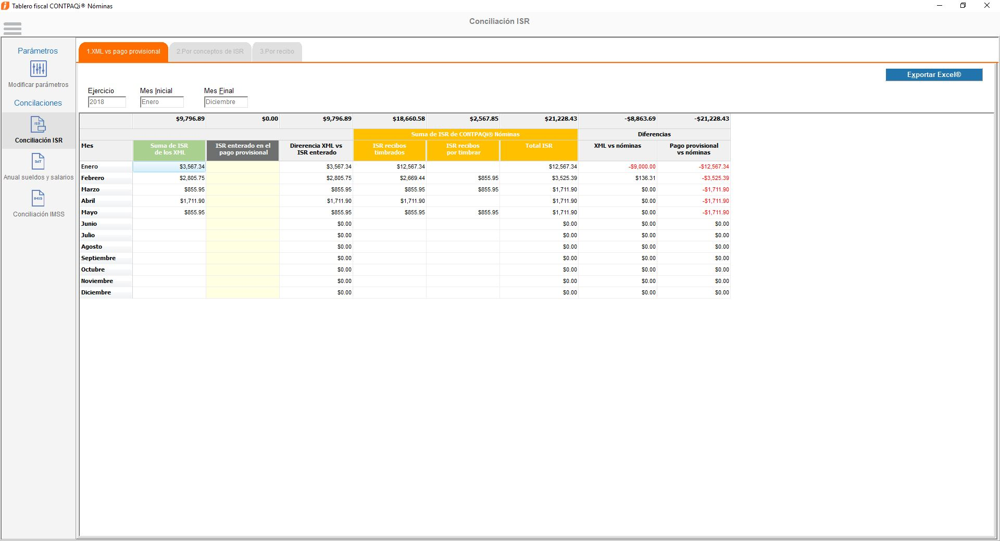 Tablero fiscal CONTPAQi® Nóminas
Conciliación ISR
Parámetros
Modificar parámetros
Concilaciones
ISR
Conciliación ISR
SAT
Anual sueldos y salarios
IMSS
Conciliación IMSS
1.XML vs pago provisional 2.Por conceptos de ISR 3.Por recibo
Exportar Excel®
Ejercicio Mes Inicial Mes Final
2018 Enero Diciembre
$9,796.89 $0.00 $9,796.89 $18,660.58 $2,567.85 $21,228.43 -$8,863.69 -$21,228.43
Suma de ISR de CONTPAQi® Nóminas Diferencias
Mes Suma de ISR ISR enterado en el Direrencia XML vs ISR recibos ISR recibos Total ISR XML vs nóminas Pago provisional
de los XML pago provisional ISR enterado timbrados por timbrar vs nóminas
Enero $3,567.34 $3,567.34 $12,567.34 $12,567.34 -$9,000.00 -$12,567.34
Febrero $2,805.75 $2,805.75 $2,669.44 $855.95 $3,525.39 $136.31 -$3,525.39
Marzo $855.95 $855.95 $855.95 $855.95 $1,711.90 $0.00 -$1,711.90
Abril $1,711.90 $1,711.90 $1,711.90 $1,711.90 $0.00 -$1,711.90
Mayo $855.95 $855.95 $855.95 $855.95 $1,711.90 $0.00 -$1,711.90
Junio $0.00 $0.00 $0.00 $0.00
Julio $0.00 $0.00 $0.00 $0.00
Agosto $0.00 $0.00 $0.00 $0.00
Septiembre $0.00 $0.00 $0.00 $0.00
Octubre $0.00 $0.00 $0.00 $0.00
Noviembre $0.00 $0.00 $0.00 $0.00
Diciembre $0.00 $0.00 $0.00 $0.00